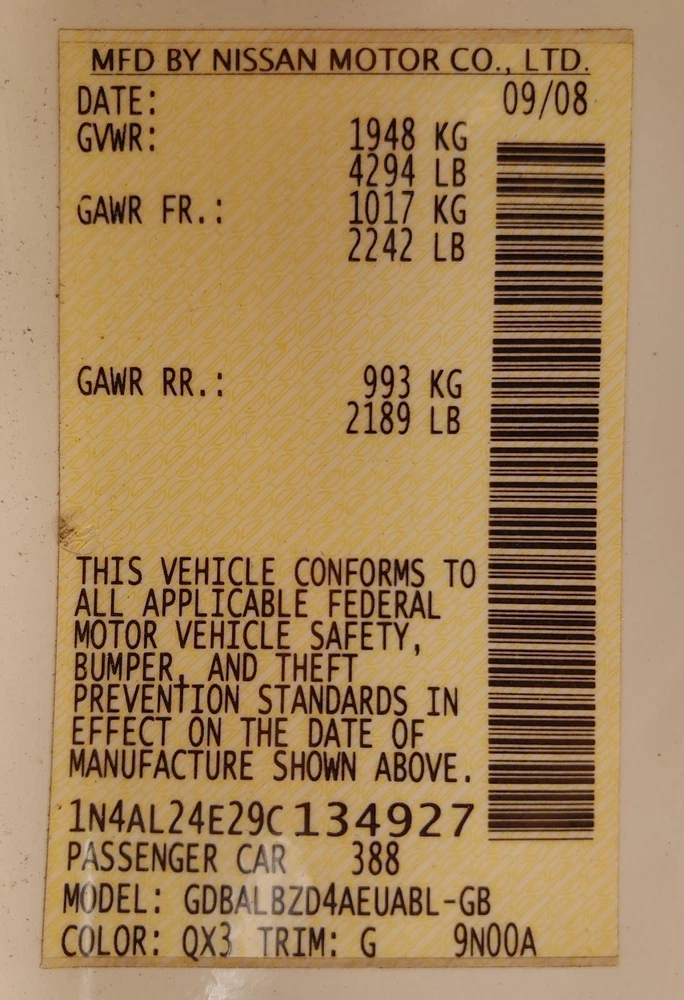 MFD BY NISSAN MOTOR CO., LTD.
DATE: 09/08
GVWR: 1948 KG
4294 LB
GAWR FR.: 1017 KG
2242 LB
GAWR RR.: 993 KG
2189 LB
THIS VEHICLE CONFORMS TO
ALL APPLICABLE FEDERAL
MOTOR VEHICLE SAFETY,
BUMPER, AND THEFT
PREVENTION STANDARDS IN
EFFECT ON THE DATE OF
MANUFACTURE SHOWN ABOVE.
1N4AL24E29C134927
PASSENGER CAR 388
MODEL: GDBALBZD4AEUABL-GB
COLOR: QX3 TRIM: G 9N00A